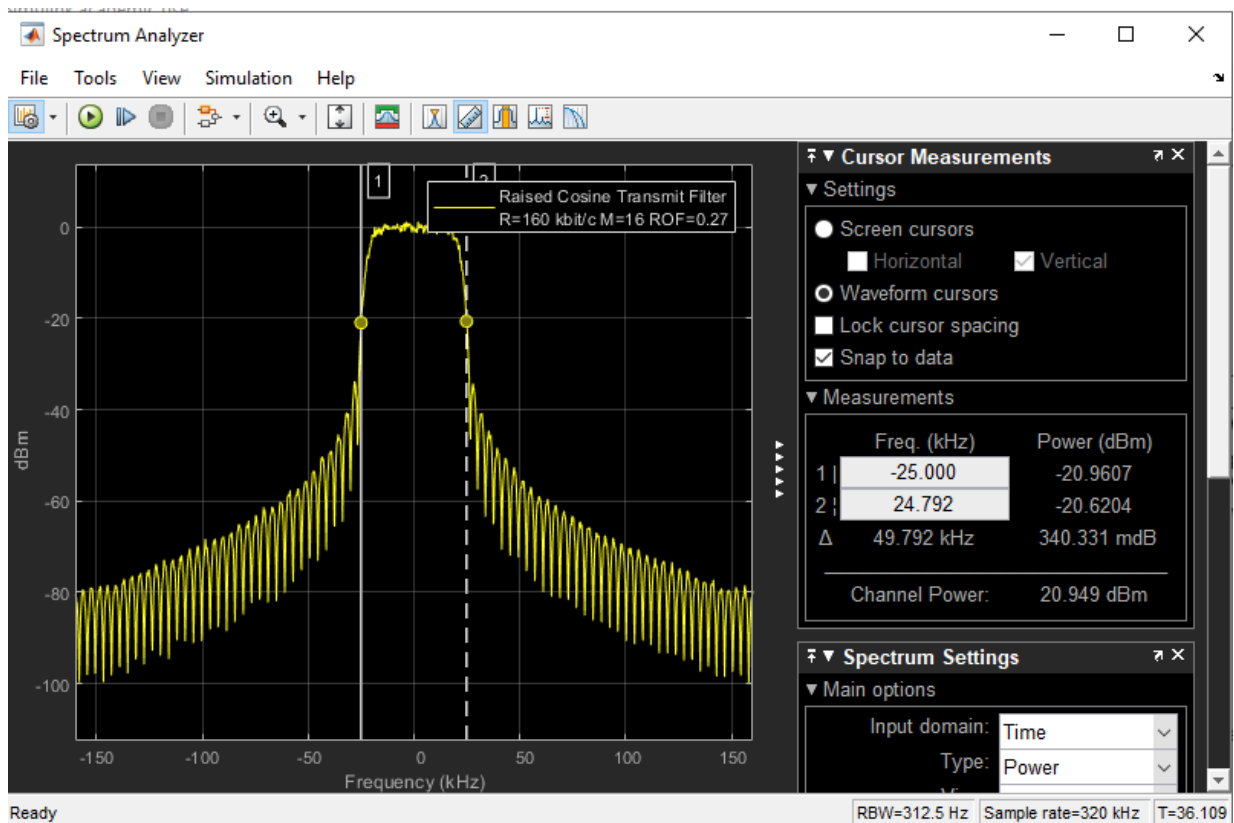 Spectrum Analyzer
File Tools View Simulation Help
1
Raised Cosine Transmit Filter
R=160 kbit/c M=16 ROF=0.27
0
-20
-40
-60
-80
-100
dBm
-150 -100 -50 0 50 100 150
Frequency (kHz)
Cursor Measurements
Settings
Screen cursors
Horizontal Vertical
Waveform cursors
Lock cursor spacing
Snap to data
Measurements
Freq. (kHz) Power (dBm)
1 | -25.000 -20.9607
2 ¦ 24.792 -20.6204
Δ 49.792 kHz 340.331 mdB
Channel Power: 20.949 dBm
Spectrum Settings
Main options
Input domain: Time
Type: Power
Ready
RBW=312.5 Hz Sample rate=320 kHz T=36.109